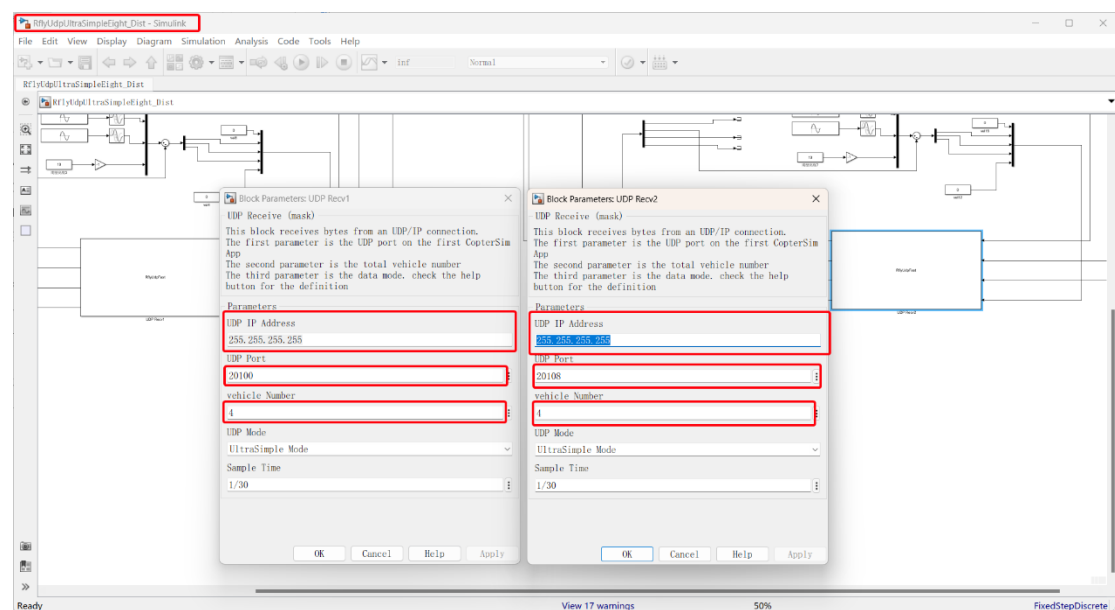 RflyUdpUltraSimpleEight_Dist - Simulink
File Edit View Display Diagram Simulation Analysis Code Tools Help
inf Normal
RflyUdpUltraSimpleEight_Dist
RflyUdpUltraSimpleEight_Dist
Block Parameters: UDP Recv1
UDP Receive (mask)
This block receives bytes from an UDP/IP connection.
The first parameter is the UDP port on the first CopterSim
App
The second parameter is the total vehicle number
The third parameter is the data mode. check the help
button for the definition
Parameters
UDP IP Address
255.255.255.255
UDP Port
20100
vehicle Number
4
UDP Mode
UltraSimple Mode
Sample Time
1/30
OK Cancel Help Apply
Block Parameters: UDP Recv2
UDP Receive (mask)
This block receives bytes from an UDP/IP connection.
The first parameter is the UDP port on the first CopterSim
App
The second parameter is the total vehicle number
The third parameter is the data mode. check the help
button for the definition
Parameters
UDP IP Address
255.255.255.255
UDP Port
20108
vehicle Number
4
UDP Mode
UltraSimple Mode
Sample Time
1/30
OK Cancel Help Apply
UDP Recv1
UDP Recv2
Ready View 17 warnings 50% FixedStepDiscrete